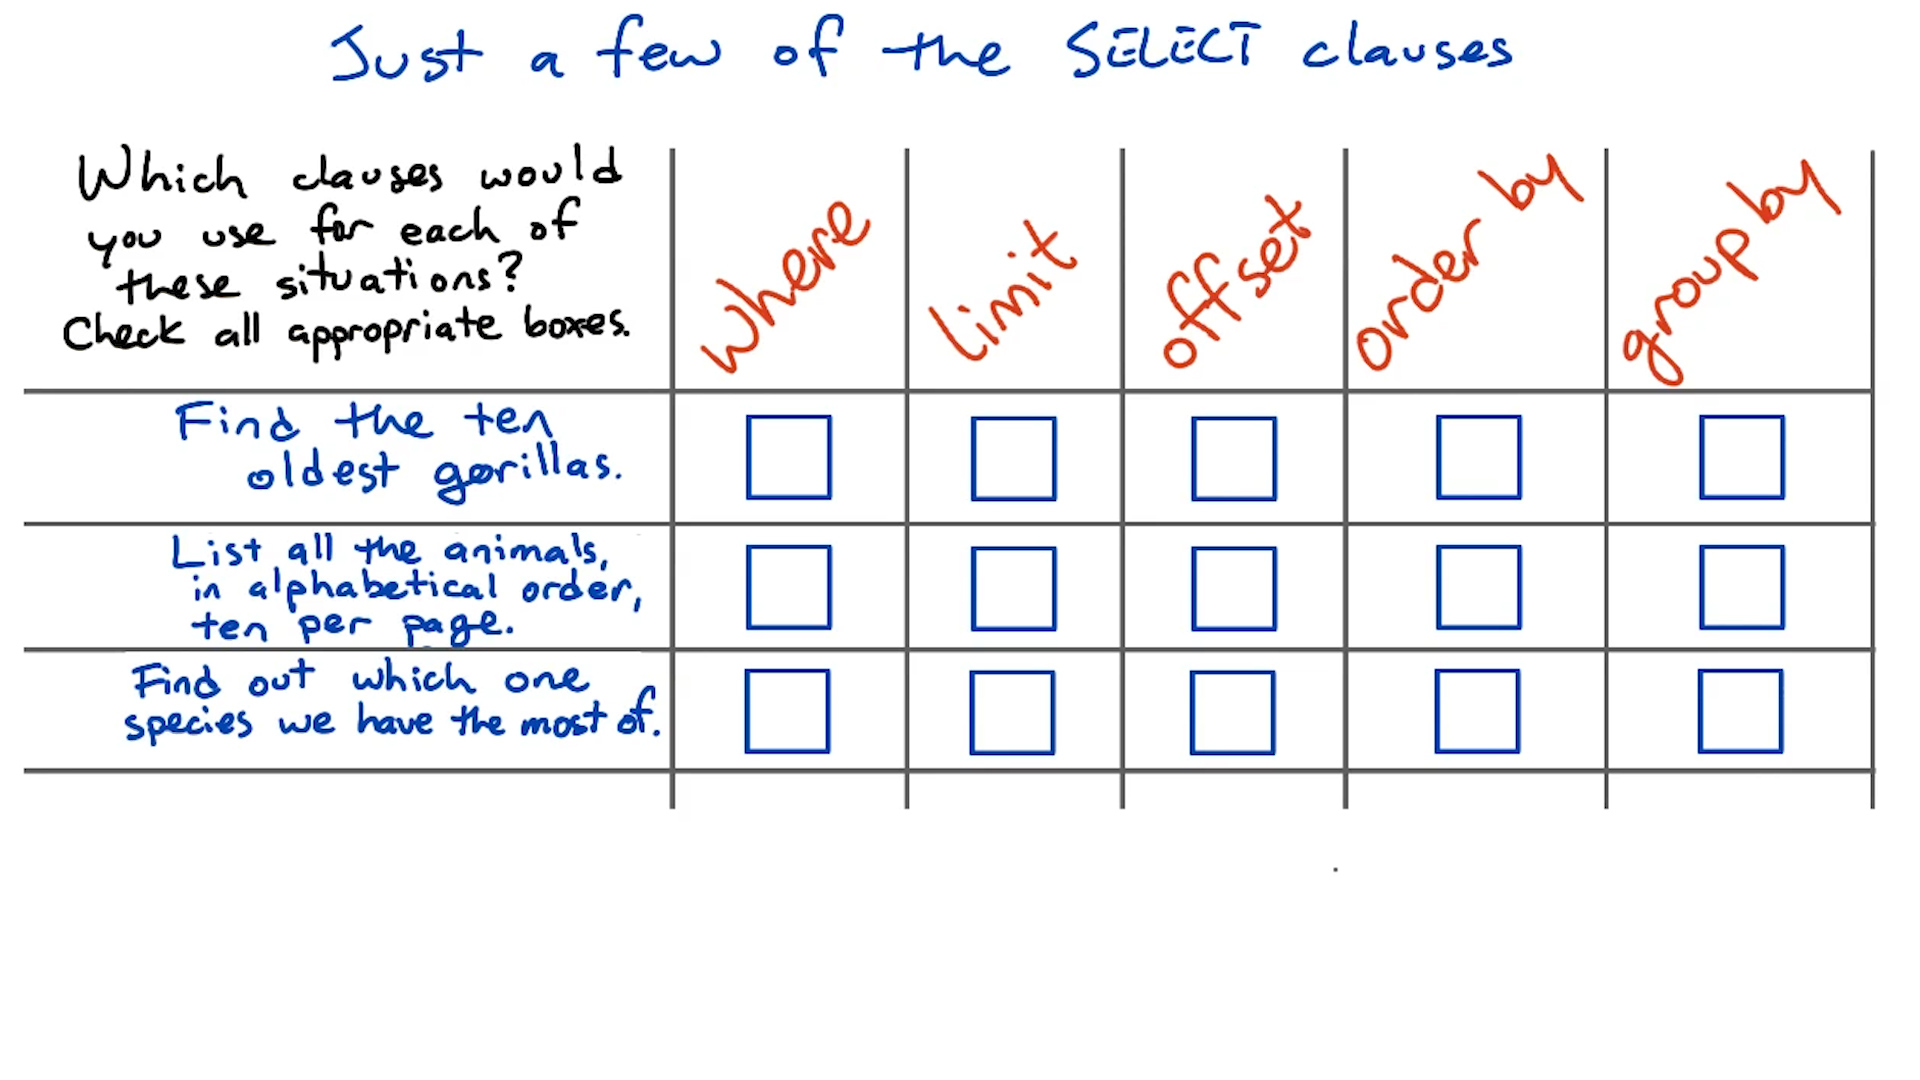 Just a few of the SELECT clauses
Which clauses would
you use for each of
these situations?
Check all appropriate boxes.
where
limit
offset
order by
group by
Find the ten
oldest gorillas.
List all the animals,
in alphabetical order,
ten per page.
Find out which one
species we have the most of.